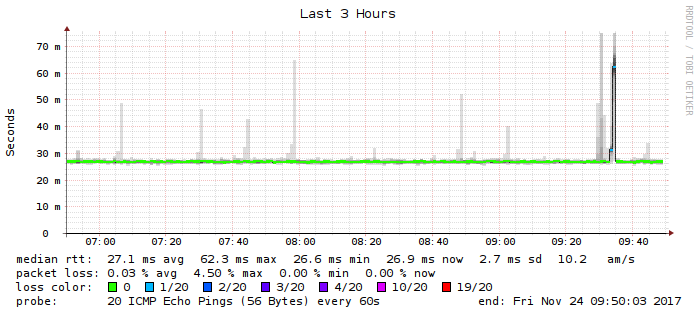 Last 3 Hours
RRDTOOL / TOBI OETIKER
Seconds
70 m
60 m
50 m
40 m
30 m
20 m
10 m
0
07:00 07:20 07:40 08:00 08:20 08:40 09:00 09:20 09:40
median rtt: 27.1 ms avg 62.3 ms max 26.6 ms min 26.9 ms now 2.7 ms sd 10.2 am/s
packet loss: 0.03 % avg 4.50 % max 0.00 % min 0.00 % now
loss color: 0 1/20 2/20 3/20 4/20 10/20 19/20
probe: 20 ICMP Echo Pings (56 Bytes) every 60s end: Fri Nov 24 09:50:03 2017